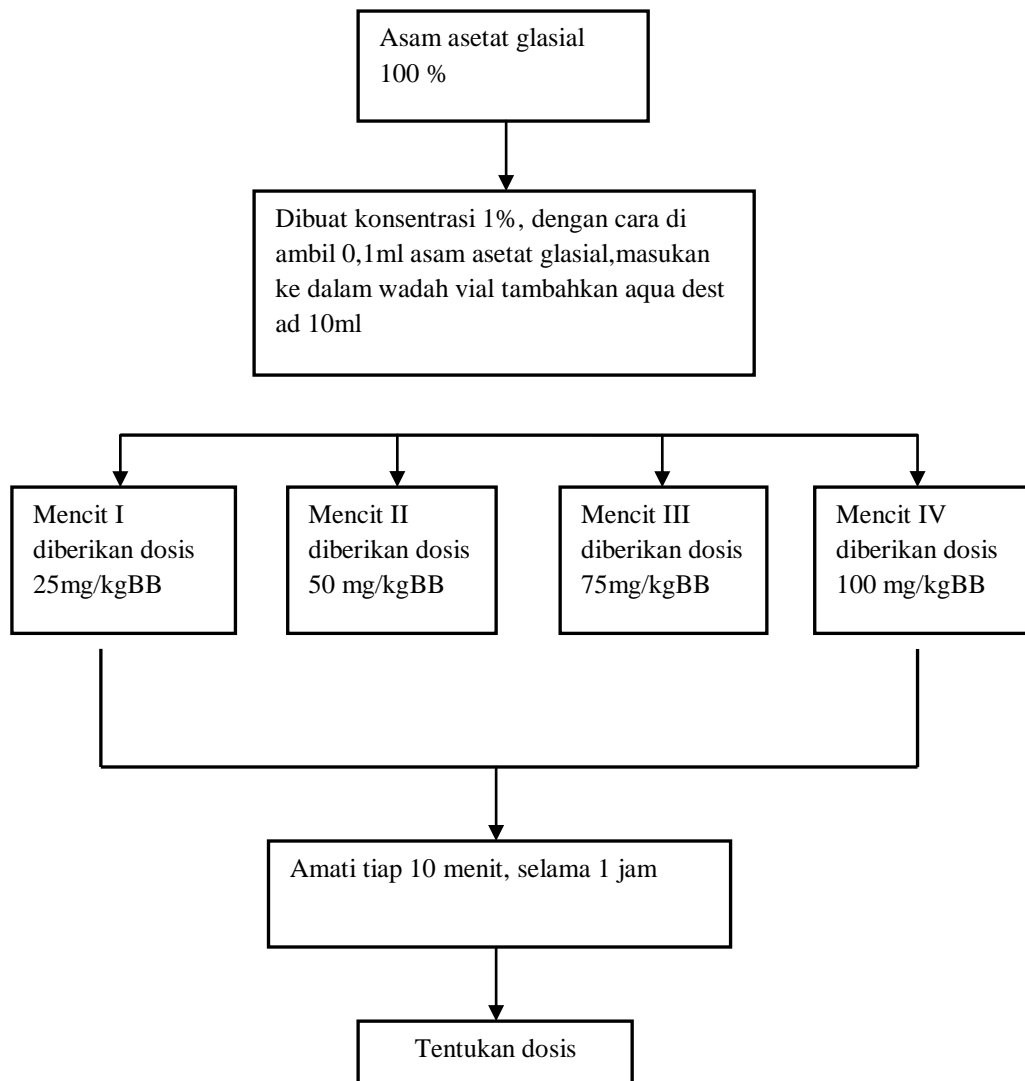 Asam asetat glasial
100 %
Dibuat konsentrasi 1%, dengan cara di
ambil 0,1ml asam asetat glasial,masukan
ke dalam wadah vial tambahkan aqua dest
ad 10ml
Mencit I
diberikan dosis
25mg/kgBB
Mencit II
diberikan dosis
50 mg/kgBB
Mencit III
diberikan dosis
75mg/kgBB
Mencit IV
diberikan dosis
100 mg/kgBB
Amati tiap 10 menit, selama 1 jam
Tentukan dosis